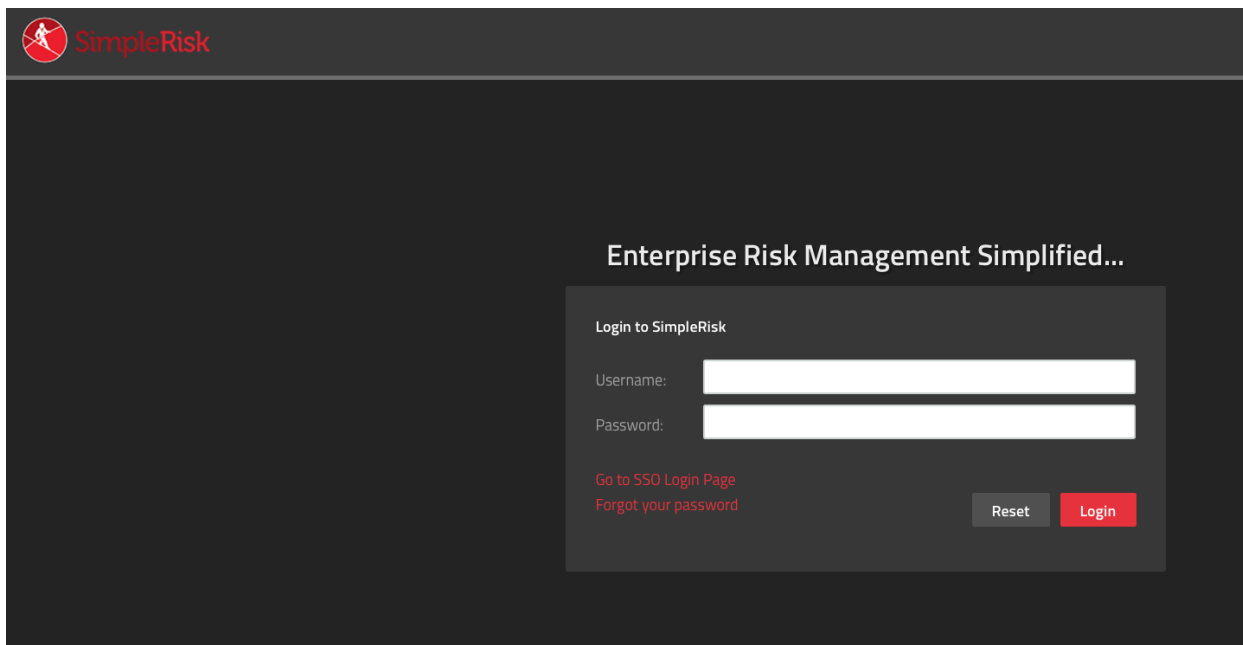 SimpleRisk
Enterprise Risk Management Simplified...
Login to SimpleRisk
Username:
Password:
Go to SSO Login Page
Forgot your password
Reset Login